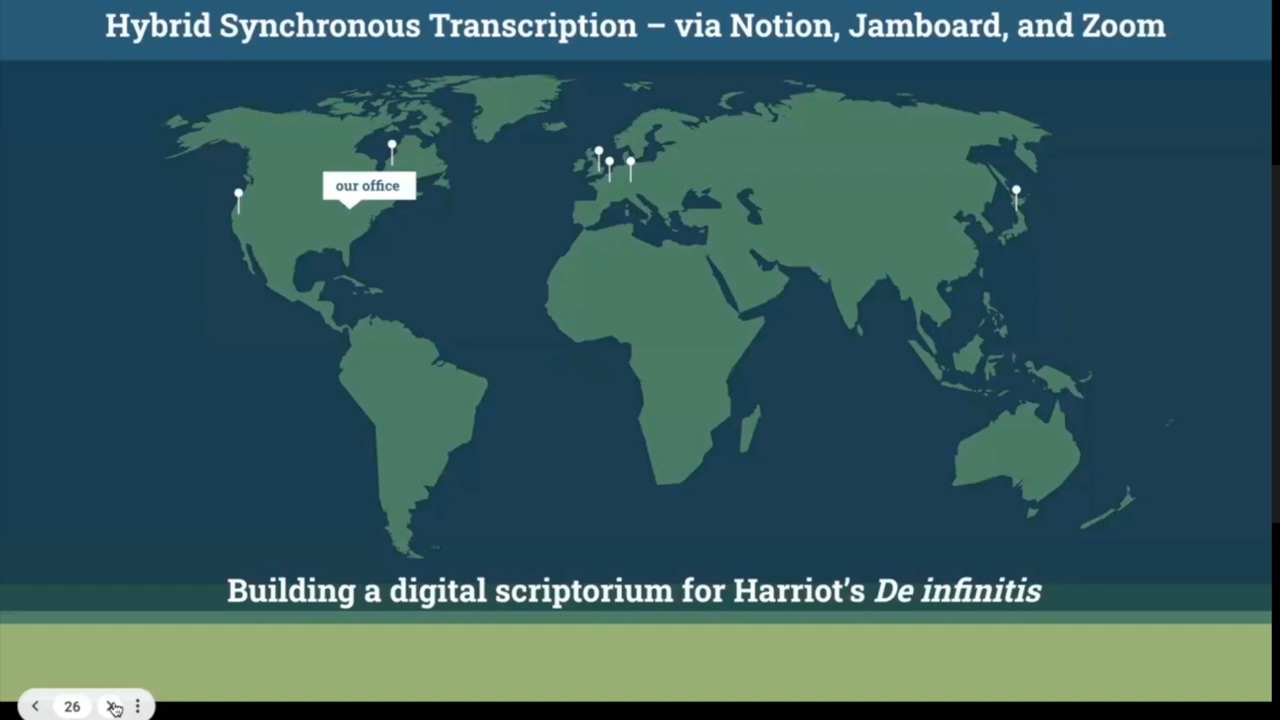 Hybrid Synchronous Transcription – via Notion, Jamboard, and Zoom
our office
Building a digital scriptorium for Harriot's De infinitis
26